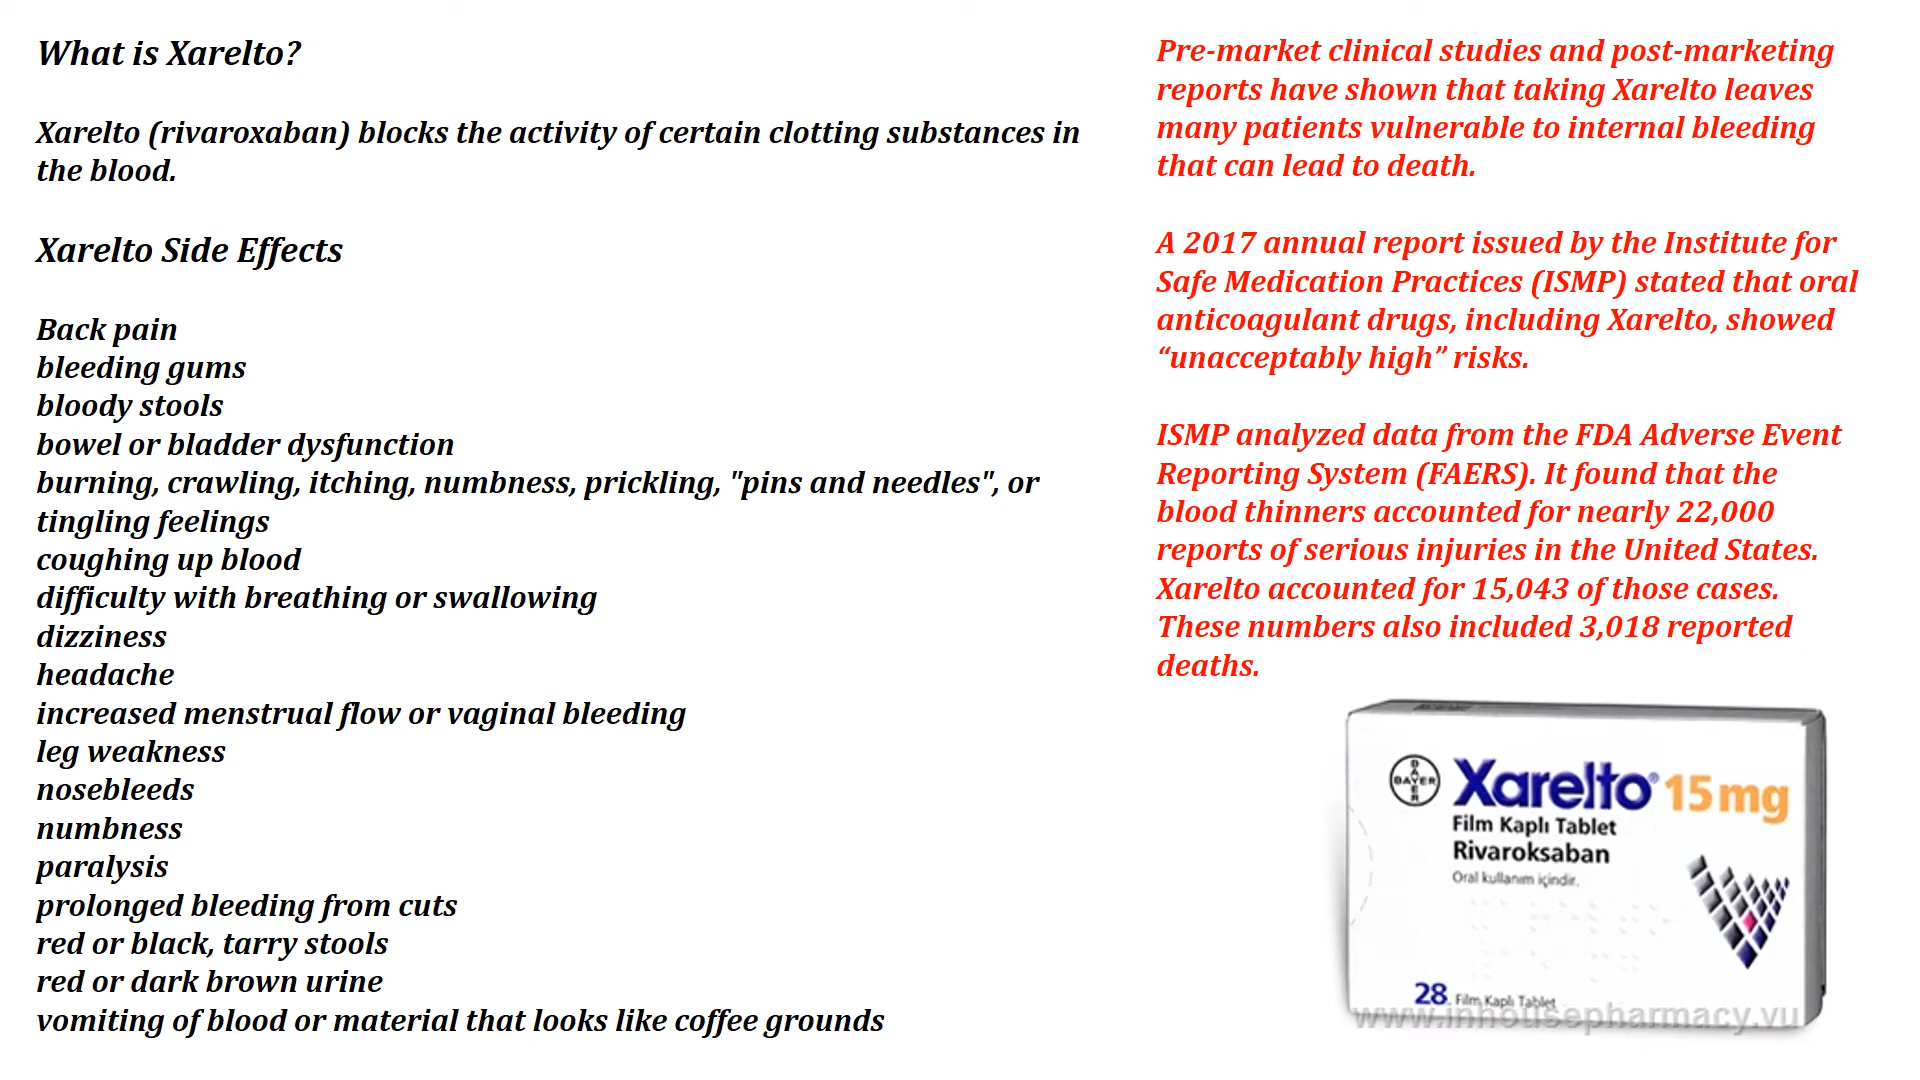 What is Xarelto?
Xarelto (rivaroxaban) blocks the activity of certain clotting substances in
the blood.
Xarelto Side Effects
Back pain
bleeding gums
bloody stools
bowel or bladder dysfunction
burning, crawling, itching, numbness, prickling, "pins and needles", or
tingling feelings
coughing up blood
difficulty with breathing or swallowing
dizziness
headache
increased menstrual flow or vaginal bleeding
leg weakness
nosebleeds
numbness
paralysis
prolonged bleeding from cuts
red or black, tarry stools
red or dark brown urine
vomiting of blood or material that looks like coffee grounds
Pre-market clinical studies and post-marketing
reports have shown that taking Xarelto leaves
many patients vulnerable to internal bleeding
that can lead to death.
A 2017 annual report issued by the Institute for
Safe Medication Practices (ISMP) stated that oral
anticoagulant drugs, including Xarelto, showed
“unacceptably high” risks.
ISMP analyzed data from the FDA Adverse Event
Reporting System (FAERS). It found that the
blood thinners accounted for nearly 22,000
reports of serious injuries in the United States.
Xarelto accounted for 15,043 of those cases.
These numbers also included 3,018 reported
deaths.
BAYER
BAYER
Xarelto® 15 mg
Film Kaplı Tablet
Rivaroksaban
Oral kullanım içindir.
28 Film Kaplı Tablet
www.inhousepharmacy.vu